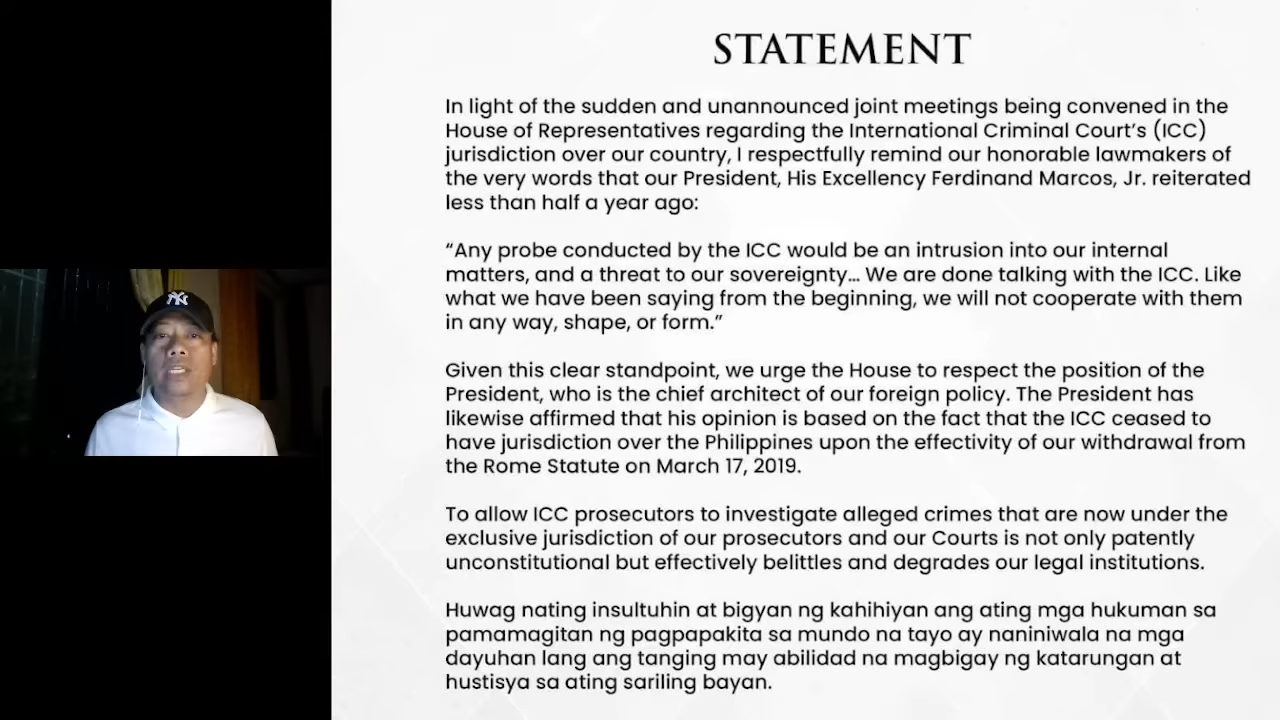 STATEMENT
In light of the sudden and unannounced joint meetings being convened in the
House of Representatives regarding the International Criminal Court's (ICC)
jurisdiction over our country, I respectfully remind our honorable lawmakers of
the very words that our President, His Excellency Ferdinand Marcos, Jr. reiterated
less than half a year ago:
“Any probe conducted by the ICC would be an intrusion into our internal
matters, and a threat to our sovereignty... We are done talking with the ICC. Like
what we have been saying from the beginning, we will not cooperate with them
in any way, shape, or form.”
Given this clear standpoint, we urge the House to respect the position of the
President, who is the chief architect of our foreign policy. The President has
likewise affirmed that his opinion is based on the fact that the ICC ceased to
have jurisdiction over the Philippines upon the effectivity of our withdrawal from
the Rome Statute on March 17, 2019.
To allow ICC prosecutors to investigate alleged crimes that are now under the
exclusive jurisdiction of our prosecutors and our Courts is not only patently
unconstitutional but effectively belittles and degrades our legal institutions.
Huwag nating insultuhin at bigyan ng kahihiyan ang ating mga hukuman sa
pamamagitan ng pagpapakita sa mundo na tayo ay naniniwala na mga
dayuhan lang ang tanging may abilidad na magbigay ng katarungan at
hustisya sa ating sariling bayan.
NY